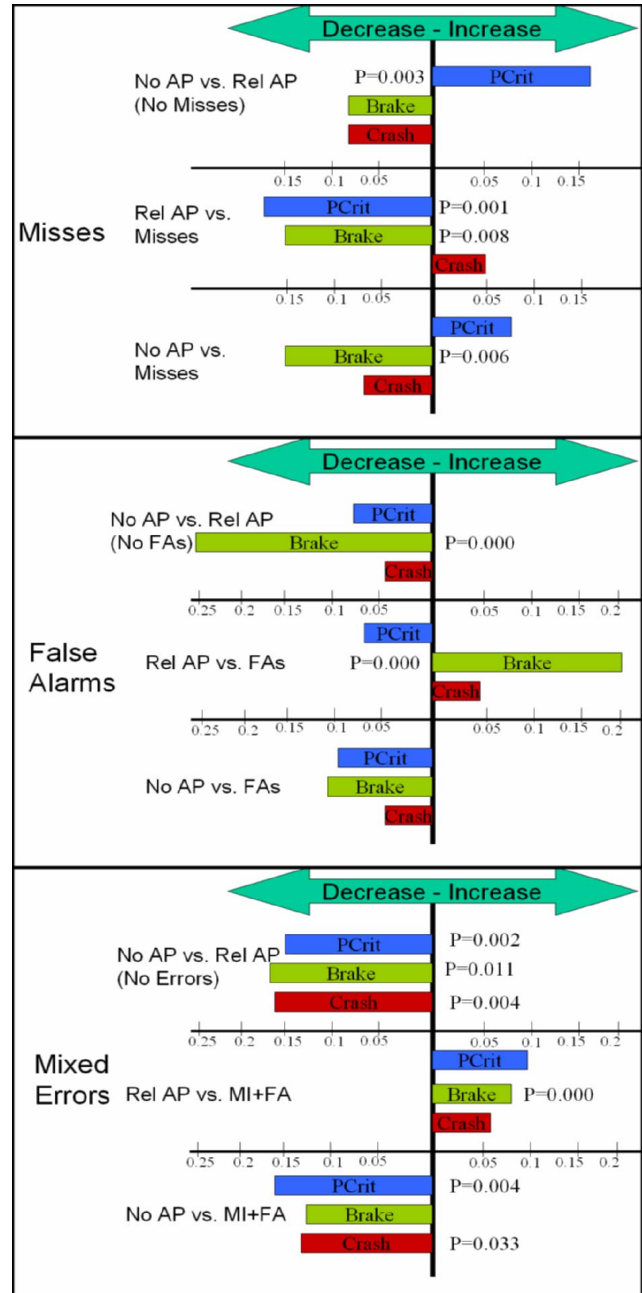 Decrease - Increase
No AP vs. Rel AP
(No Misses)
P=0.003
PCrit
Brake
Crash
0.15 0.1 0.05 0.05 0.1 0.15
Misses
Rel AP vs.
Misses
PCrit P=0.001
Brake P=0.008
Crash
0.15 0.1 0.05 0.05 0.1 0.15
No AP vs.
Misses
PCrit
Brake P=0.006
Crash
Decrease - Increase
No AP vs. Rel AP
(No FAs)
PCrit
Brake P=0.000
Crash
0.25 0.2 0.15 0.1 0.05 0.05 0.1 0.15 0.2
False
Alarms
PCrit
Rel AP vs. FAs P=0.000 Brake
Crash
0.25 0.2 0.15 0.1 0.05 0.05 0.1 0.15 0.2
PCrit
No AP vs. FAs Brake
Crash
Decrease - Increase
No AP vs. Rel AP
(No Errors)
PCrit P=0.002
Brake P=0.011
Crash P=0.004
0.25 0.2 0.15 0.1 0.05 0.05 0.1 0.15 0.2
Mixed
Errors
PCrit
Rel AP vs. MI+FA Brake P=0.000
Crash
0.25 0.2 0.15 0.1 0.05 0.05 0.1 0.15 0.2
PCrit P=0.004
No AP vs. MI+FA Brake
Crash P=0.033